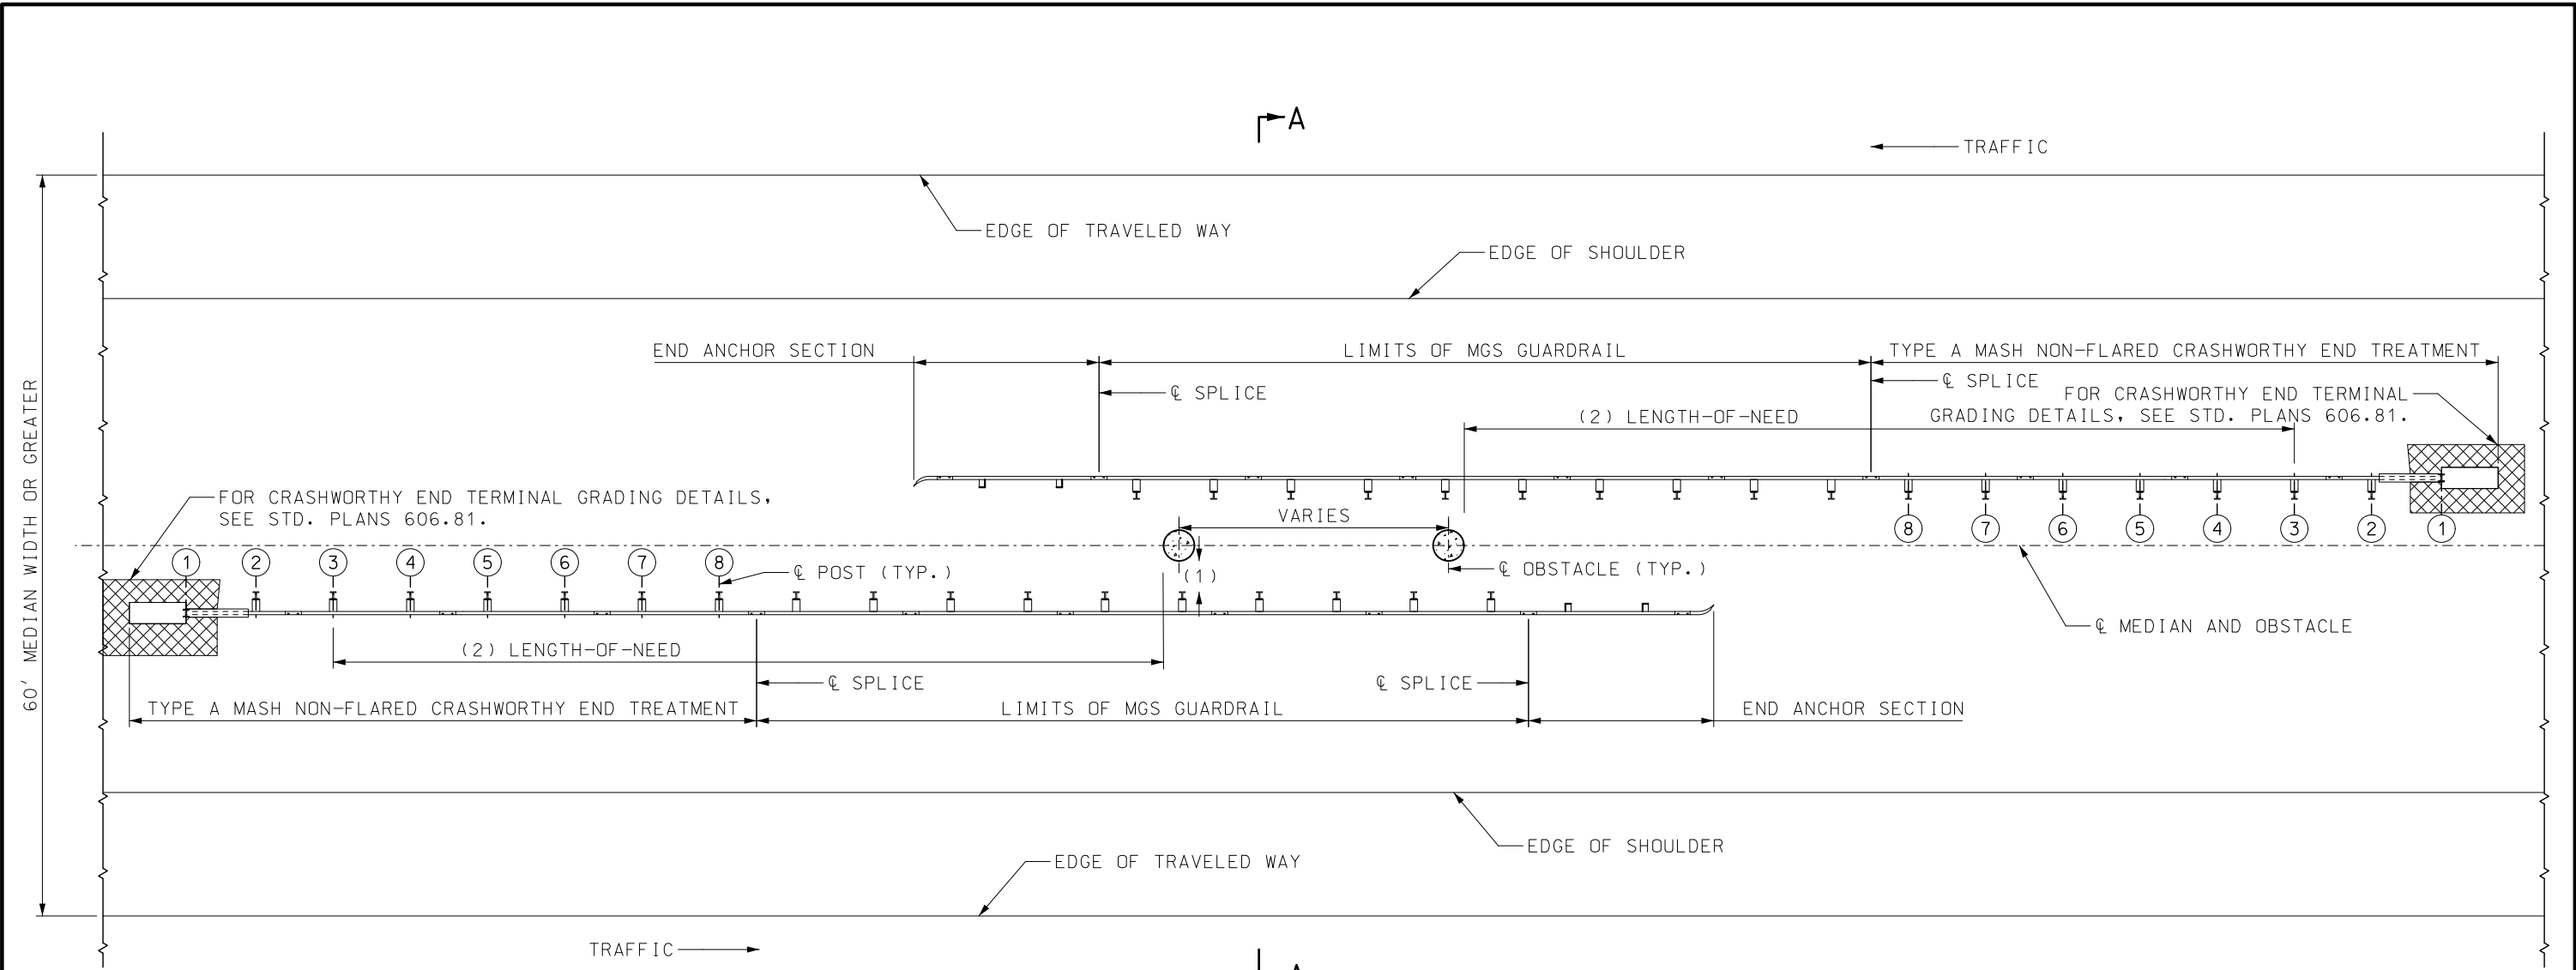 A
TRAFFIC
EDGE OF TRAVELED WAY
EDGE OF SHOULDER
END ANCHOR SECTION
LIMITS OF MGS GUARDRAIL
TYPE A MASH NON-FLARED CRASHWORTHY END TREATMENT
℄ SPLICE
℄ SPLICE
FOR CRASHWORTHY END TERMINAL
GRADING DETAILS, SEE STD. PLANS 606.81.
(2) LENGTH-OF-NEED
60' MEDIAN WIDTH OR GREATER
FOR CRASHWORTHY END TERMINAL GRADING DETAILS,
SEE STD. PLANS 606.81.
VARIES
8 7 6 5 4 3 2 1
1 2 3 4 5 6 7 8
℄ POST (TYP.)
(1)
℄ OBSTACLE (TYP.)
℄ MEDIAN AND OBSTACLE
(2) LENGTH-OF-NEED
℄ SPLICE
℄ SPLICE
TYPE A MASH NON-FLARED CRASHWORTHY END TREATMENT
LIMITS OF MGS GUARDRAIL
END ANCHOR SECTION
EDGE OF SHOULDER
EDGE OF TRAVELED WAY
TRAFFIC
A